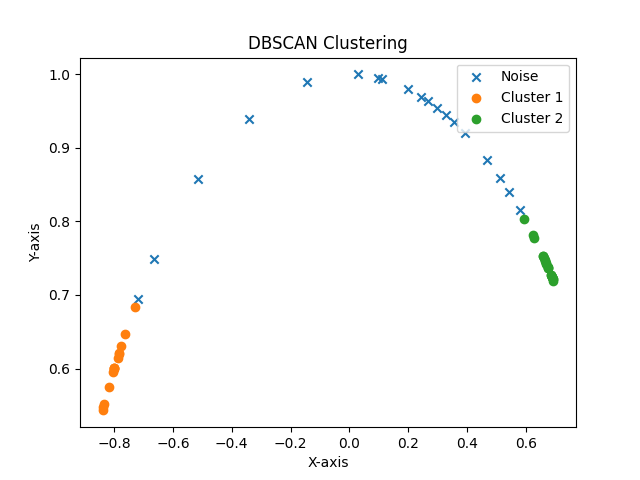 DBSCAN Clustering
Noise
Cluster 1
Cluster 2
1.0
0.9
0.8
0.7
0.6
Y-axis
−0.8 −0.6 −0.4 −0.2 0.0 0.2 0.4 0.6
X-axis